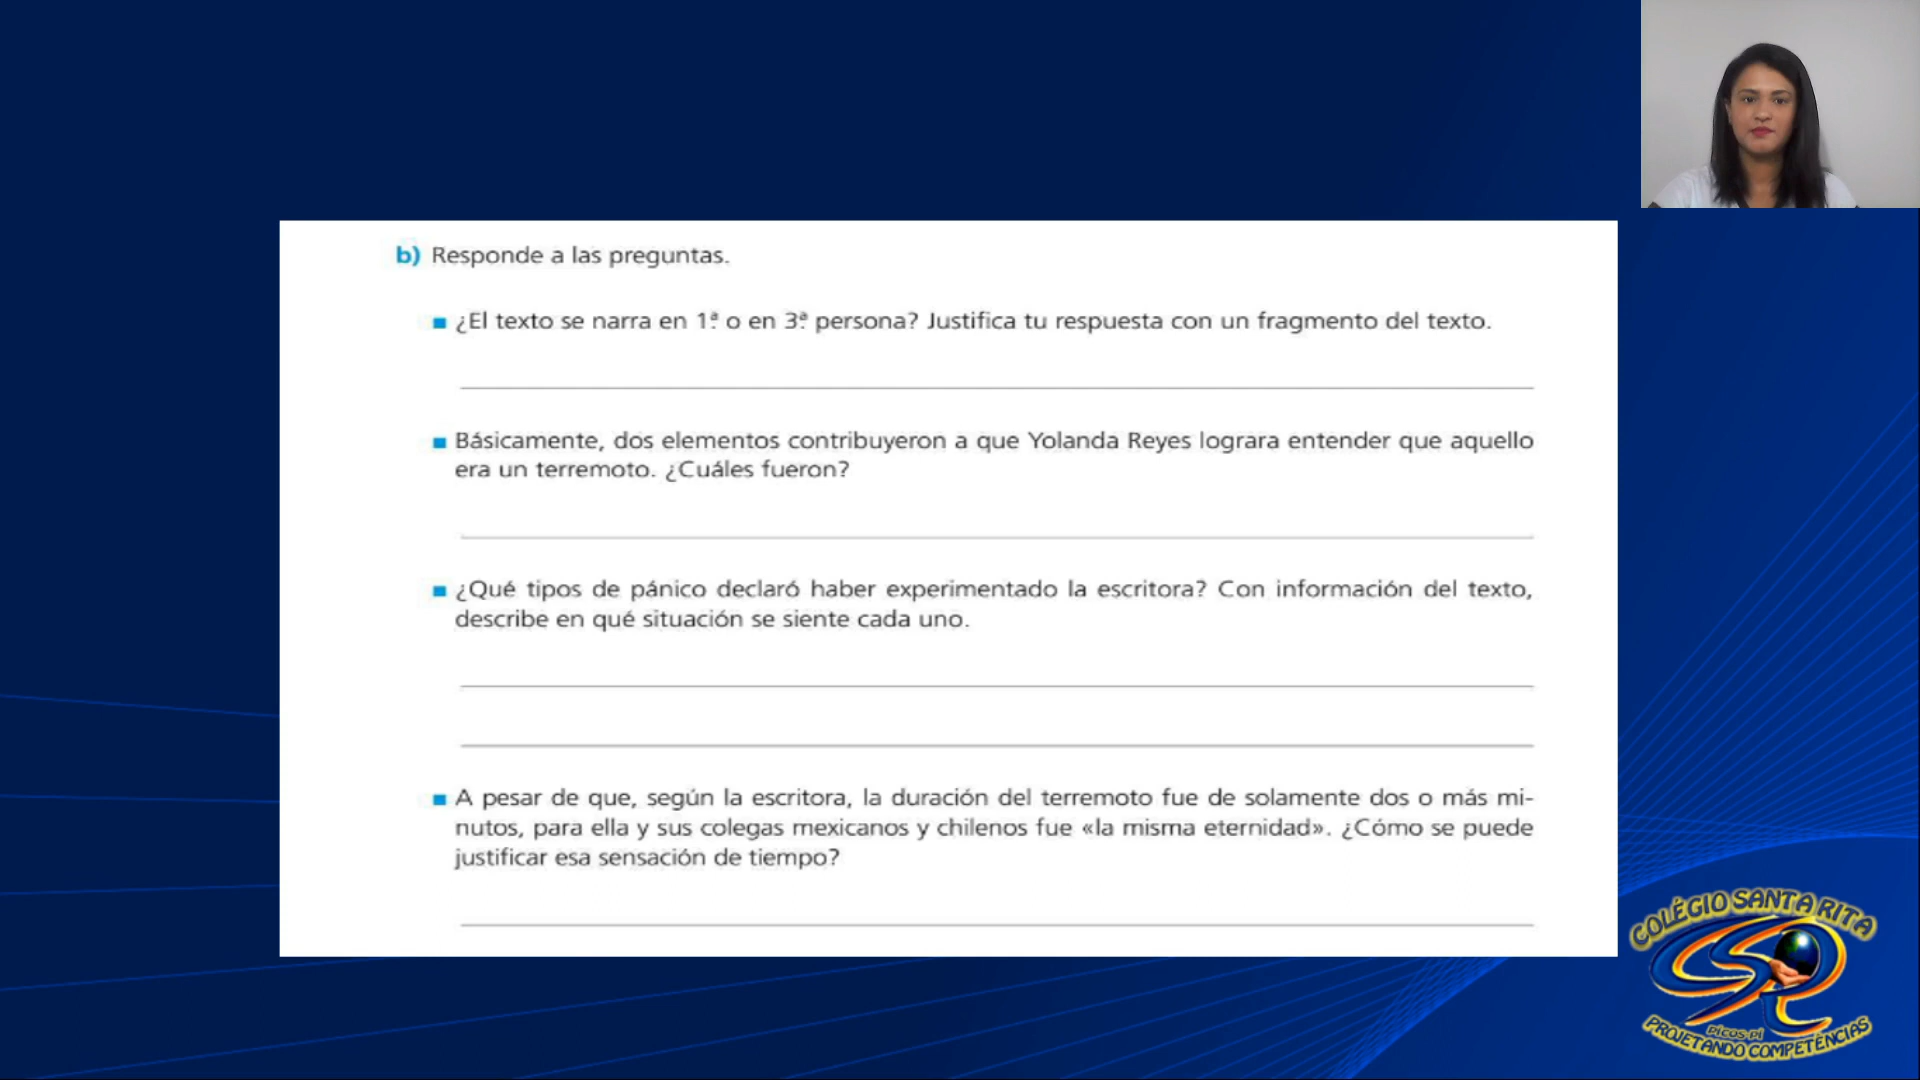 b) Responde a las preguntas.
¿El texto se narra en 1.ª o en 3.ª persona? Justifica tu respuesta con un fragmento del texto.
Básicamente, dos elementos contribuyeron a que Yolanda Reyes lograra entender que aquello
era un terremoto. ¿Cuáles fueron?
¿Qué tipos de pánico declaró haber experimentado la escritora? Con información del texto,
describe en qué situación se siente cada uno.
A pesar de que, según la escritora, la duración del terremoto fue de solamente dos o más mi-
nutos, para ella y sus colegas mexicanos y chilenos fue «la misma eternidad». ¿Cómo se puede
justificar esa sensación de tiempo?
COLÉGIO SANTA RITA
PICOS-PI
PROJETANDO COMPETÊNCIAS